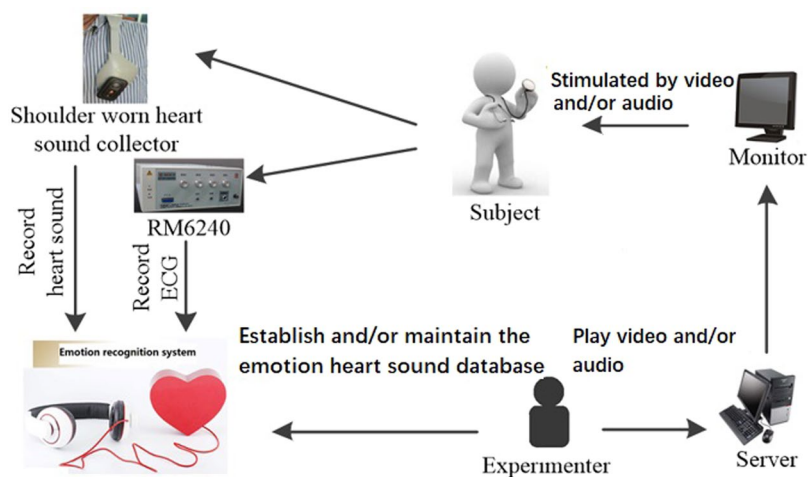 Shoulder worn heart
sound collector
Stimulated by video
and/or audio
Monitor
Subject
RM6240
Record
heart sound
Record
ECG
Emotion recognition system
Establish and/or maintain the
emotion heart sound database
Play video and/or
audio
Experimenter
Server